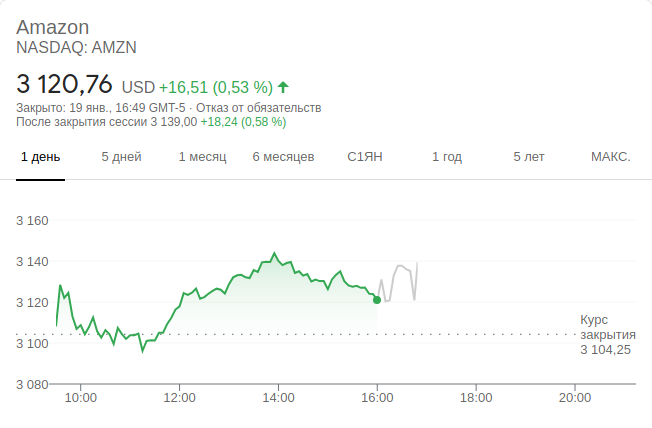 Amazon
NASDAQ: AMZN
3 120,76 USD +16,51 (0,53 %)
Закрыто: 19 янв., 16:49 GMT-5 · Отказ от обязательств
После закрытия сессии 3 139,00 +18,24 (0,58 %)
1 день 5 дней 1 месяц 6 месяцев С1ЯН 1 год 5 лет МАКС.
3 160
3 140
3 120
Курс
закрытия
3 100
3 104,25
3 080
10:00 12:00 14:00 16:00 18:00 20:00